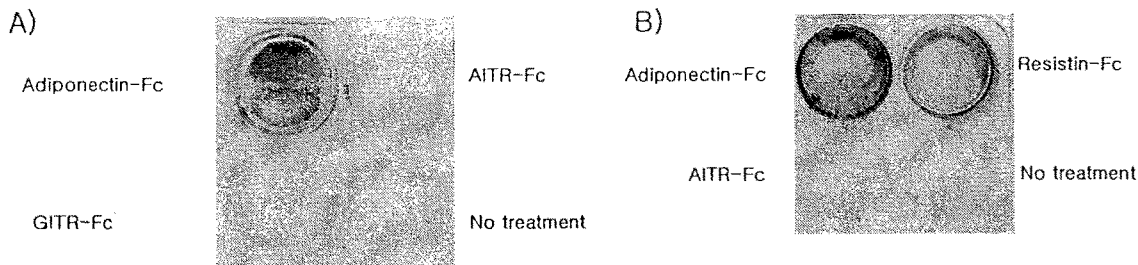 A)
Adiponectin-Fc
AITR-Fc
GITR-Fc
No treatment
B)
Adiponectin-Fc
Resistin-Fc
AITR-Fc
No treatment